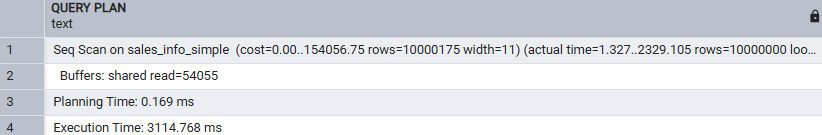 QUERY PLAN
text
1 Seq Scan on sales_info_simple (cost=0.00..154056.75 rows=10000175 width=11) (actual time=1.327..2329.105 rows=10000000 loo...
2 Buffers: shared read=54055
3 Planning Time: 0.169 ms
4 Execution Time: 3114.768 ms